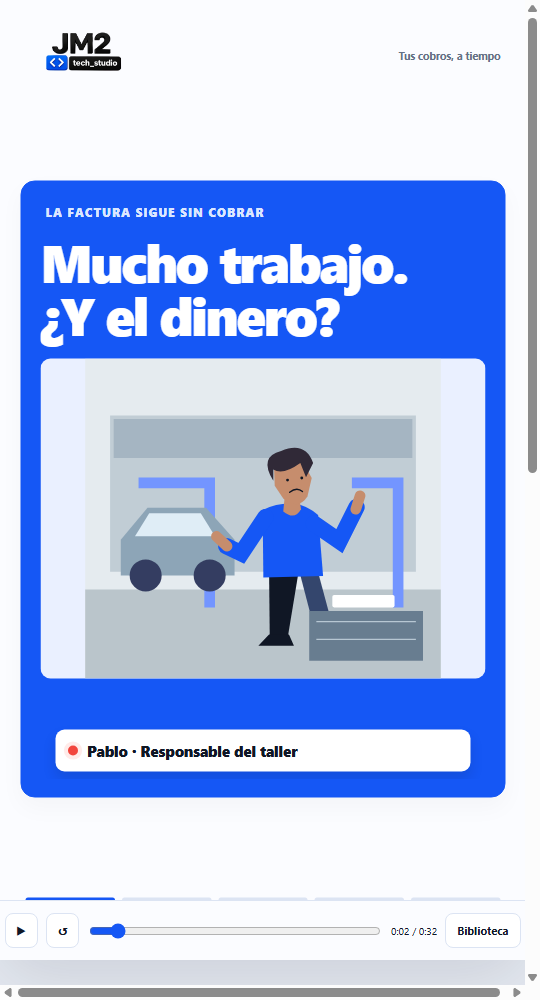 JM2
<> tech_studio
Tus cobros, a tiempo
LA FACTURA SIGUE SIN COBRAR
Mucho trabajo.
¿Y el dinero?
Pablo · Responsable del taller
0:02 / 0:32
Biblioteca